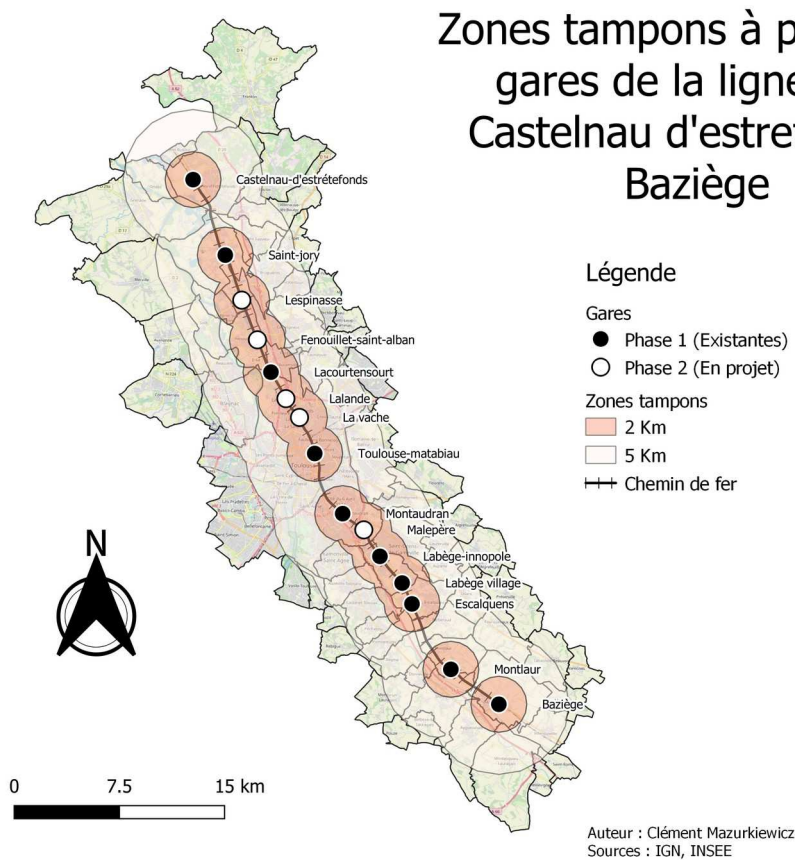 Zones tampons à p
gares de la ligne
Castelnau d'estret
Baziège
Castelnau-d'estrétefonds
Saint-jory
Lespinasse
Fenouillet-saint-alban
Lacourtensourt
Lalande
La vache
Toulouse-matabiau
Montaudran
Malepère
Labège-innopole
Labège village
Escalquens
Montlaur
Baziège
Légende
Gares
Phase 1 (Existantes)
Phase 2 (En projet)
Zones tampons
2 Km
5 Km
Chemin de fer
N
0 7.5 15 km
Auteur : Clément Mazurkiewicz
Sources : IGN, INSEE